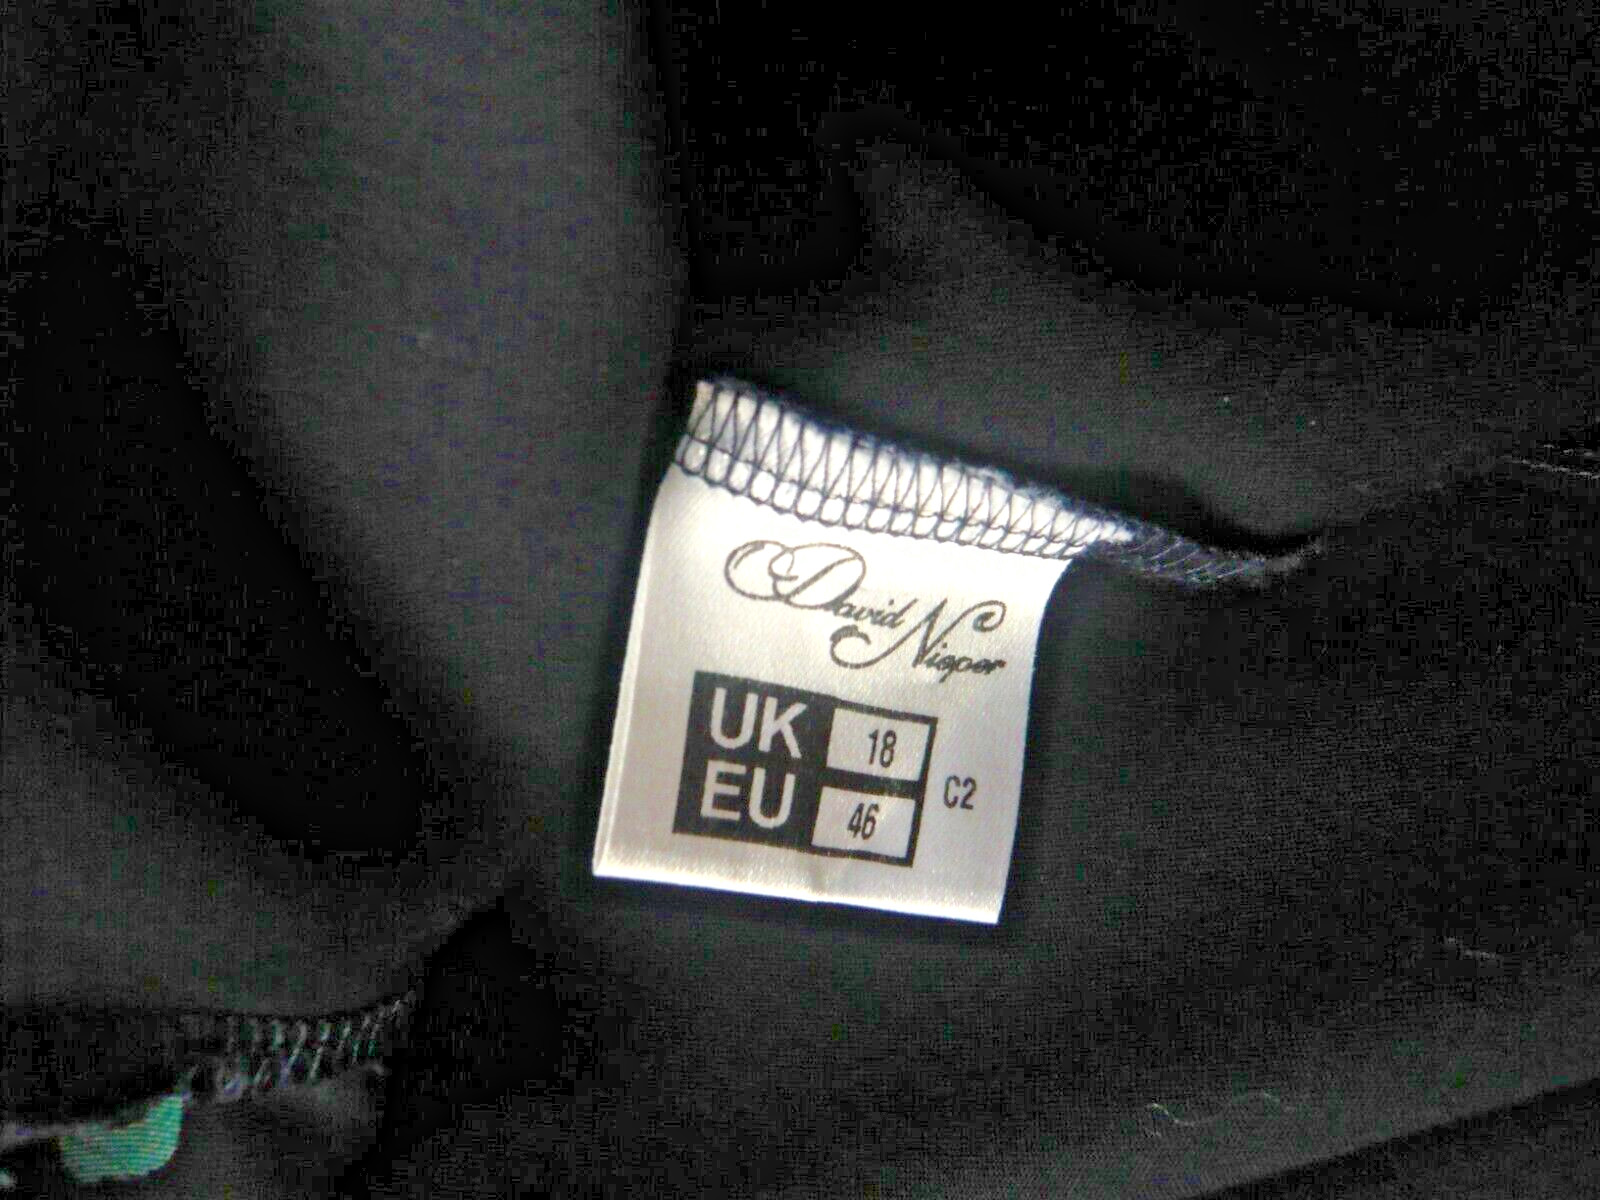 David Nieper
UK 18
EU 46
C2